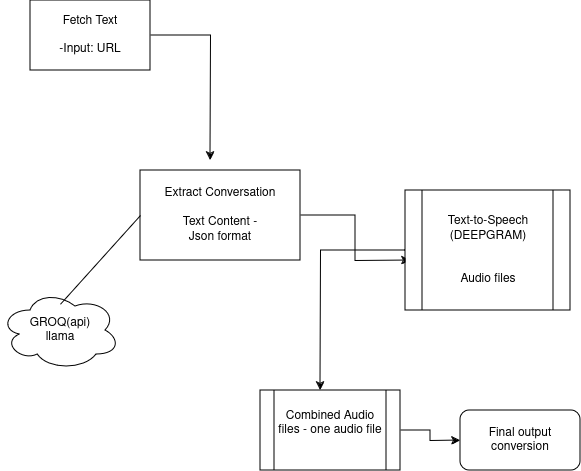 Fetch Text
-Input: URL
Extract Conversation
Text Content -
Json format
Text-to-Speech
(DEEPGRAM)
Audio files
GROQ(api)
llama
Combined Audio
files - one audio file
Final output
conversion